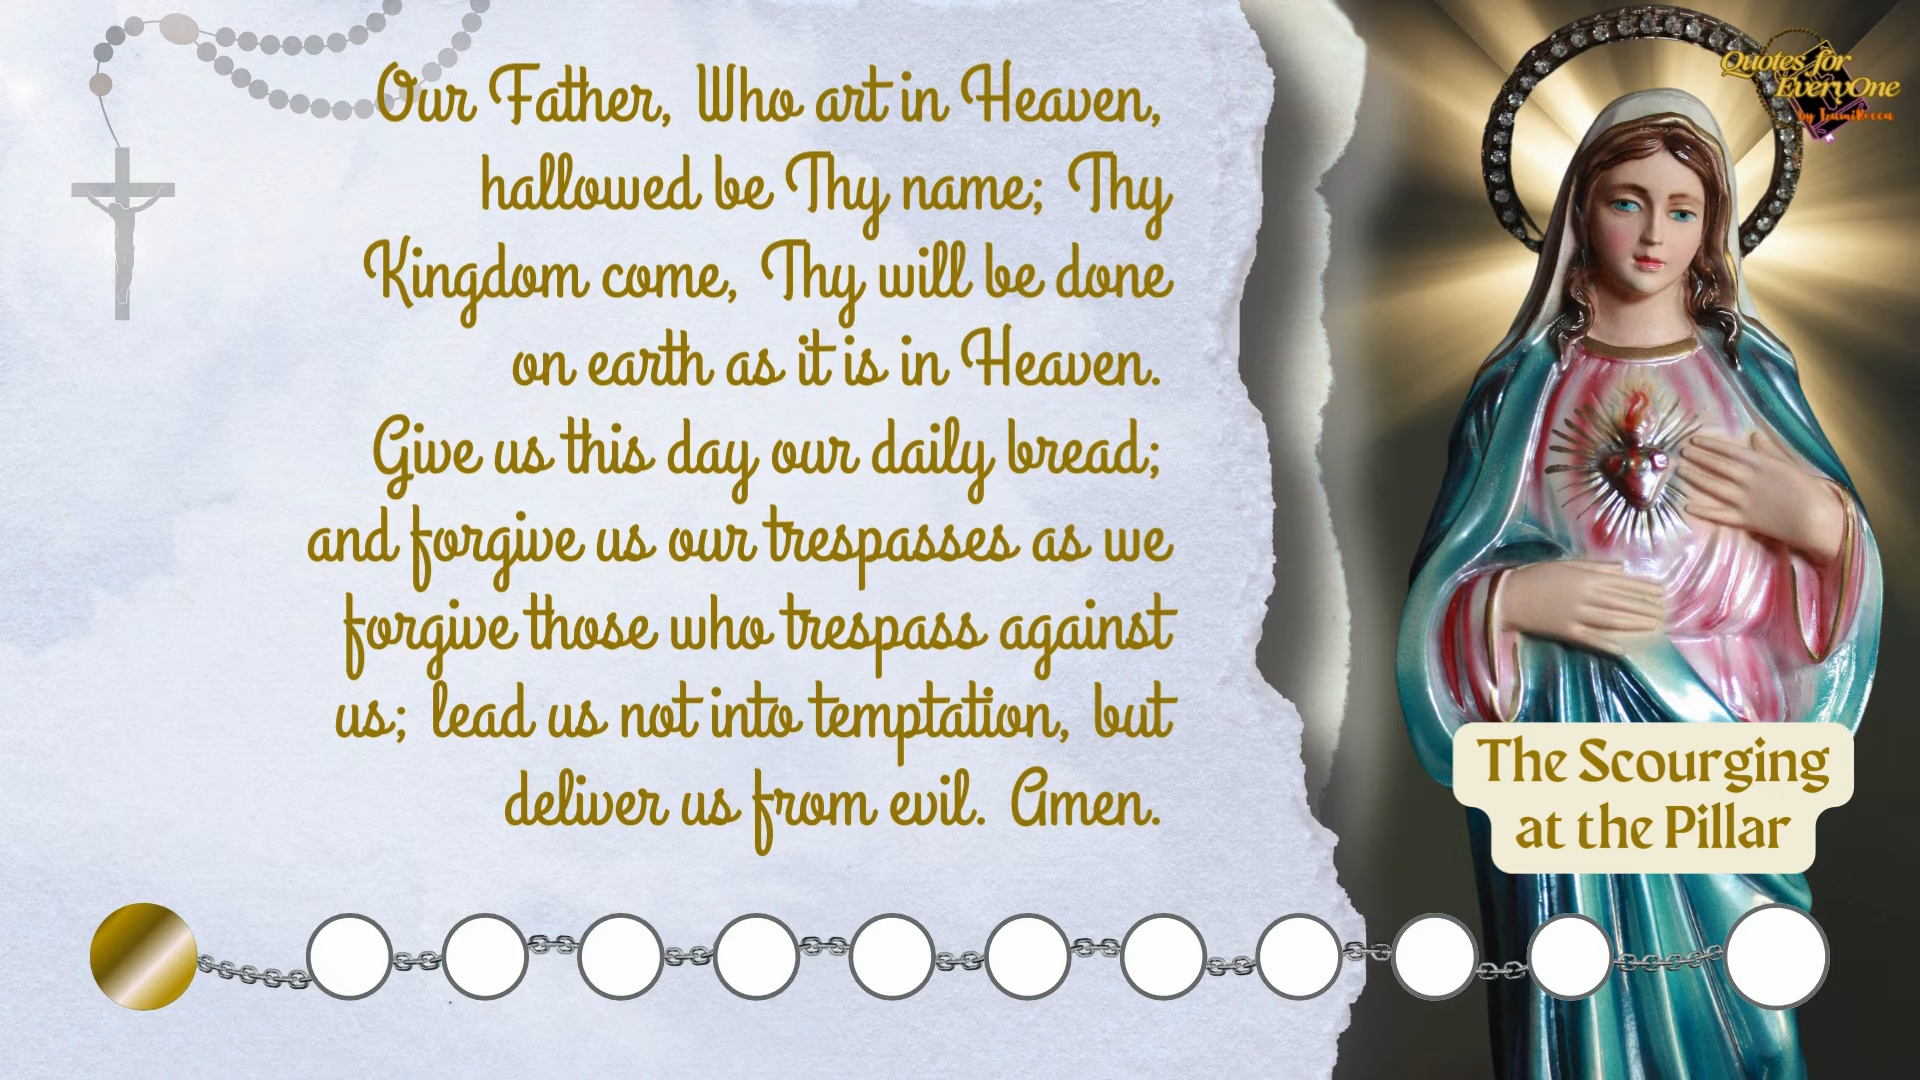 Our Father, Who art in Heaven,
hallowed be Thy name; Thy
Kingdom come, Thy will be done
on earth as it is in Heaven.
Give us this day our daily bread;
and forgive us our trespasses as we
forgive those who trespass against
us; lead us not into temptation, but
deliver us from evil. Amen.
Quotes for
EveryOne
by LumiRocca
The Scourging
at the Pillar